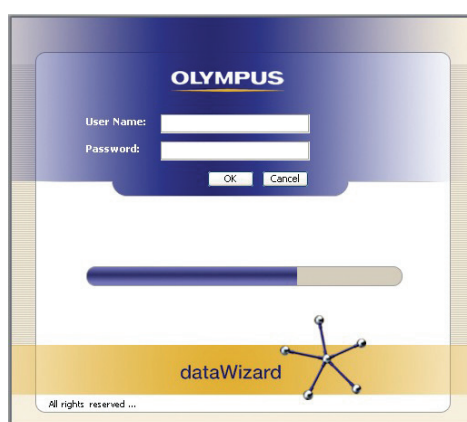 OLYMPUS
User Name:
Password:
OK Cancel
dataWizard
All rights reserved ...